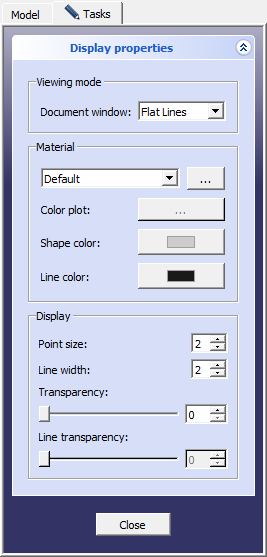 Model Tasks
Display properties
Viewing mode
Document window: Flat Lines
Material
Default ...
Color plot: ...
Shape color:
Line color:
Display
Point size: 2
Line width: 2
Transparency:
0
Line transparency:
0
Close